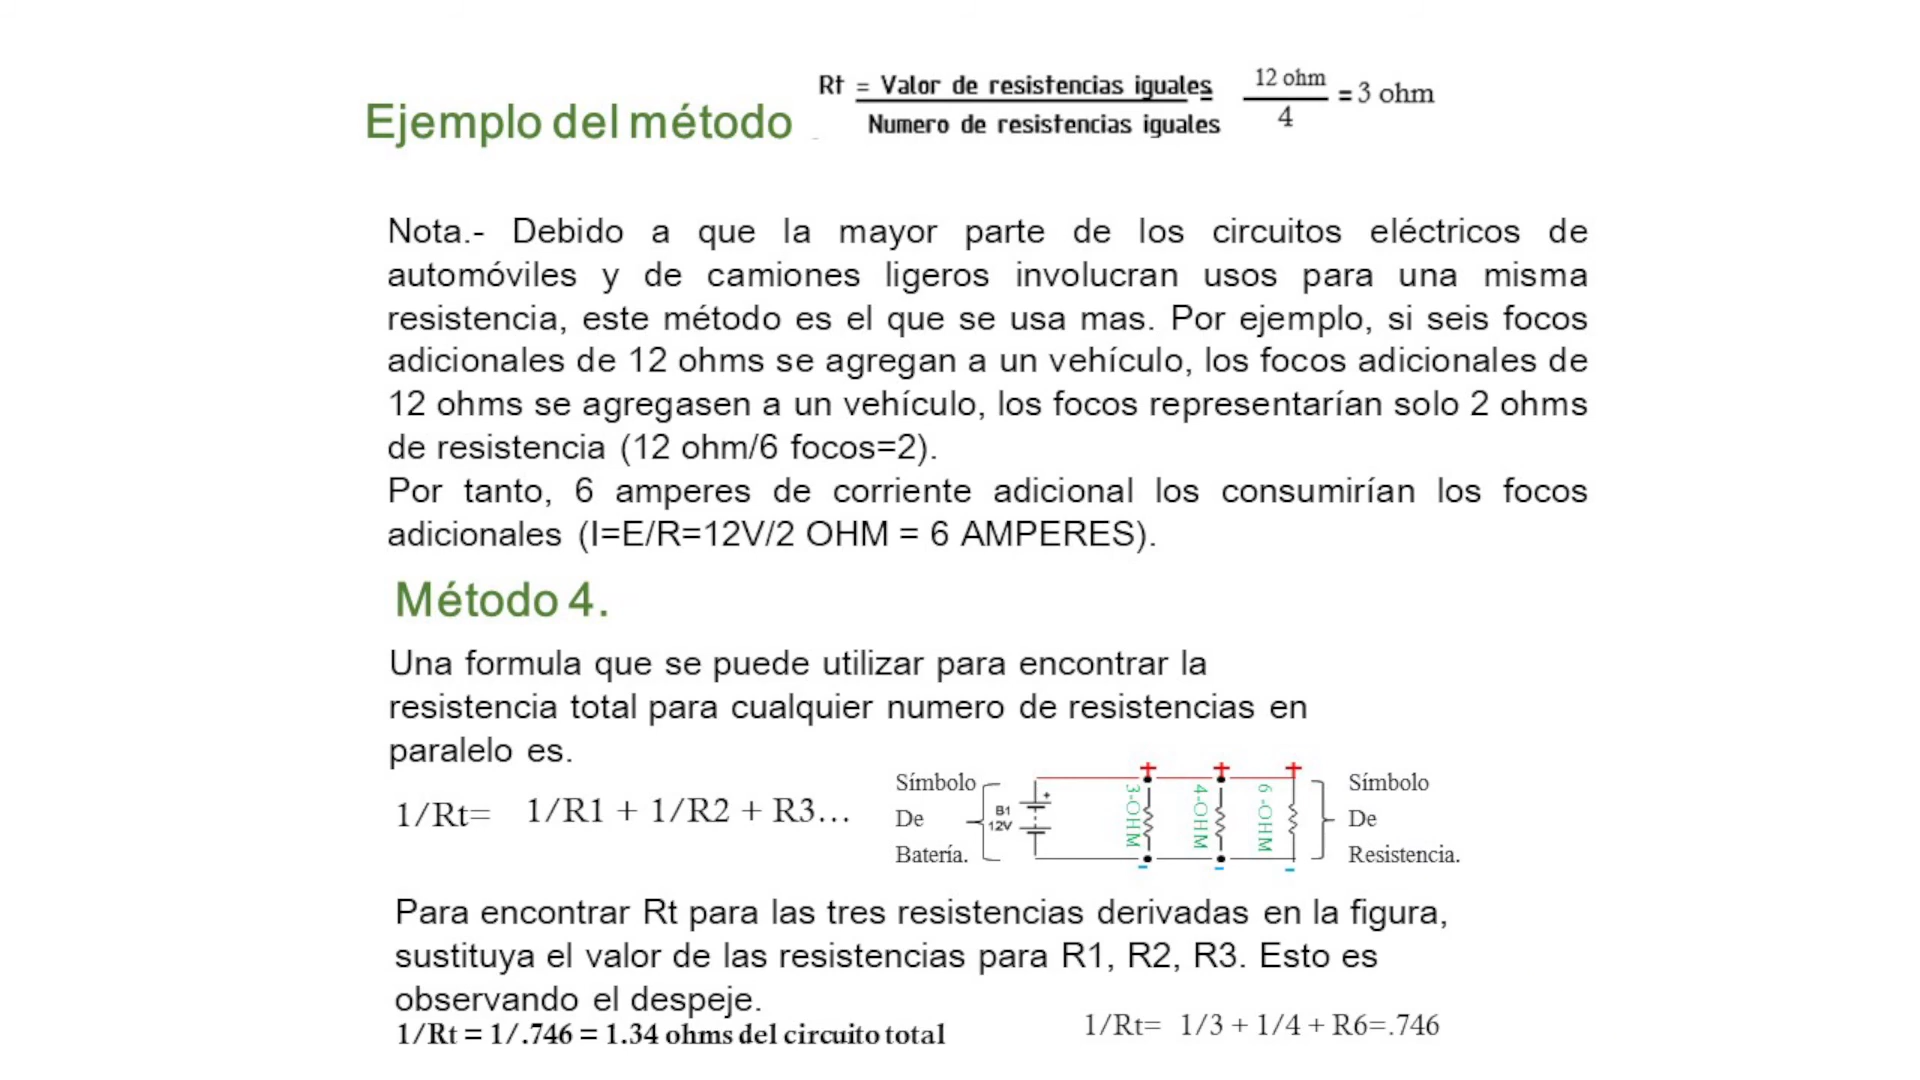 Ejemplo del método
Rt = Valor de resistencias iguales = 12 ohm = 3 ohm
Numero de resistencias iguales 4
Nota.- Debido a que la mayor parte de los circuitos eléctricos de
automóviles y de camiones ligeros involucran usos para una misma
resistencia, este método es el que se usa mas. Por ejemplo, si seis focos
adicionales de 12 ohms se agregan a un vehículo, los focos adicionales de
12 ohms se agregasen a un vehículo, los focos representarían solo 2 ohms
de resistencia (12 ohm/6 focos=2).
Por tanto, 6 amperes de corriente adicional los consumirían los focos
adicionales (I=E/R=12V/2 OHM = 6 AMPERES).
Método 4.
Una formula que se puede utilizar para encontrar la
resistencia total para cualquier numero de resistencias en
paralelo es.
1/Rt= 1/R1 + 1/R2 + R3...
Símbolo
De
Batería.
B1
12V
+
+ + +
3-OHM
4-OHM
6 -OHM
- - -
Símbolo
De
Resistencia.
Para encontrar Rt para las tres resistencias derivadas en la figura,
sustituya el valor de las resistencias para R1, R2, R3. Esto es
observando el despeje.
1/Rt = 1/.746 = 1.34 ohms del circuito total
1/Rt= 1/3 + 1/4 + R6=.746